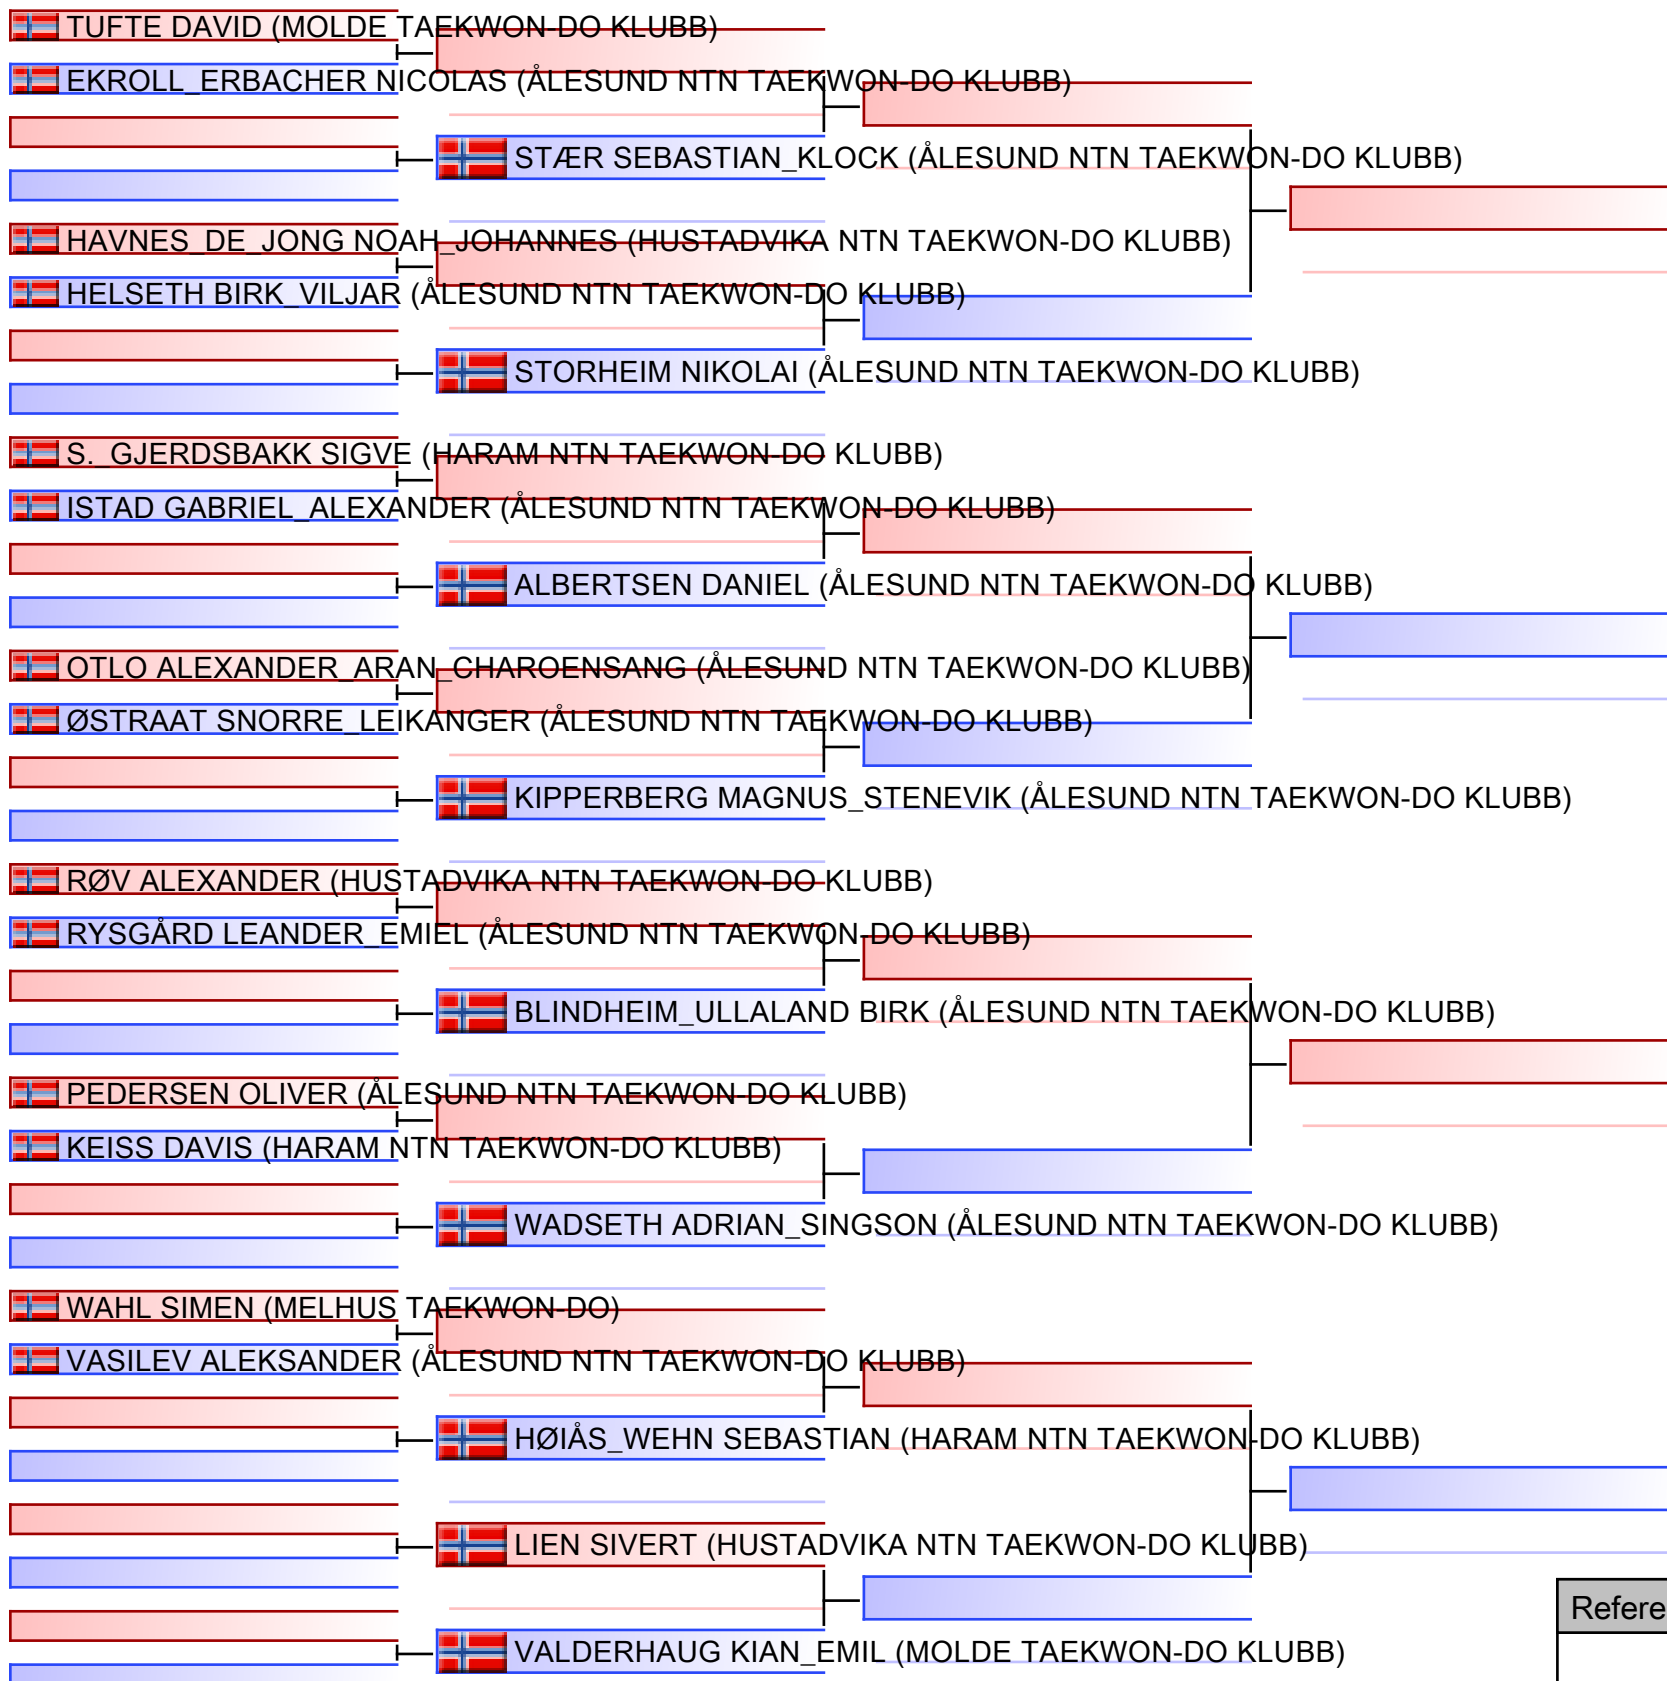 TUFTE DAVID (MOLDE TAEKWON-DO KLUBB)
EKROLL_ERBACHER NICOLAS (ÅLESUND NTN TAEKWON-DO KLUBB)
STÆR SEBASTIAN_KLOCK (ÅLESUND NTN TAEKWON-DO KLUBB)
HAVNES_DE_JONG NOAH_JOHANNES (HUSTADVIKA NTN TAEKWON-DO KLUBB)
HELSETH BIRK_VILJAR (ÅLESUND NTN TAEKWON-DO KLUBB)
STORHEIM NIKOLAI (ÅLESUND NTN TAEKWON-DO KLUBB)
S._GJERDSBAKK SIGVE (HARAM NTN TAEKWON-DO KLUBB)
ISTAD GABRIEL_ALEXANDER (ÅLESUND NTN TAEKWON-DO KLUBB)
ALBERTSEN DANIEL (ÅLESUND NTN TAEKWON-DO KLUBB)
OTLO ALEXANDER_ARAN_CHAROENSANG (ÅLESUND NTN TAEKWON-DO KLUBB)
ØSTRAAT SNORRE_LEIKANGER (ÅLESUND NTN TAEKWON-DO KLUBB)
KIPPERBERG MAGNUS_STENEVIK (ÅLESUND NTN TAEKWON-DO KLUBB)
RØV ALEXANDER (HUSTADVIKA NTN TAEKWON-DO KLUBB)
RYSGÅRD LEANDER_EMIEL (ÅLESUND NTN TAEKWON-DO KLUBB)
BLINDHEIM_ULLALAND BIRK (ÅLESUND NTN TAEKWON-DO KLUBB)
PEDERSEN OLIVER (ÅLESUND NTN TAEKWON-DO KLUBB)
KEISS DAVIS (HARAM NTN TAEKWON-DO KLUBB)
WADSETH ADRIAN_SINGSON (ÅLESUND NTN TAEKWON-DO KLUBB)
WAHL SIMEN (MELHUS TAEKWON-DO)
VASILEV ALEKSANDER (ÅLESUND NTN TAEKWON-DO KLUBB)
HØIÅS_WEHN SEBASTIAN (HARAM NTN TAEKWON-DO KLUBB)
LIEN SIVERT (HUSTADVIKA NTN TAEKWON-DO KLUBB)
Refere
VALDERHAUG KIAN_EMIL (MOLDE TAEKWON-DO KLUBB)